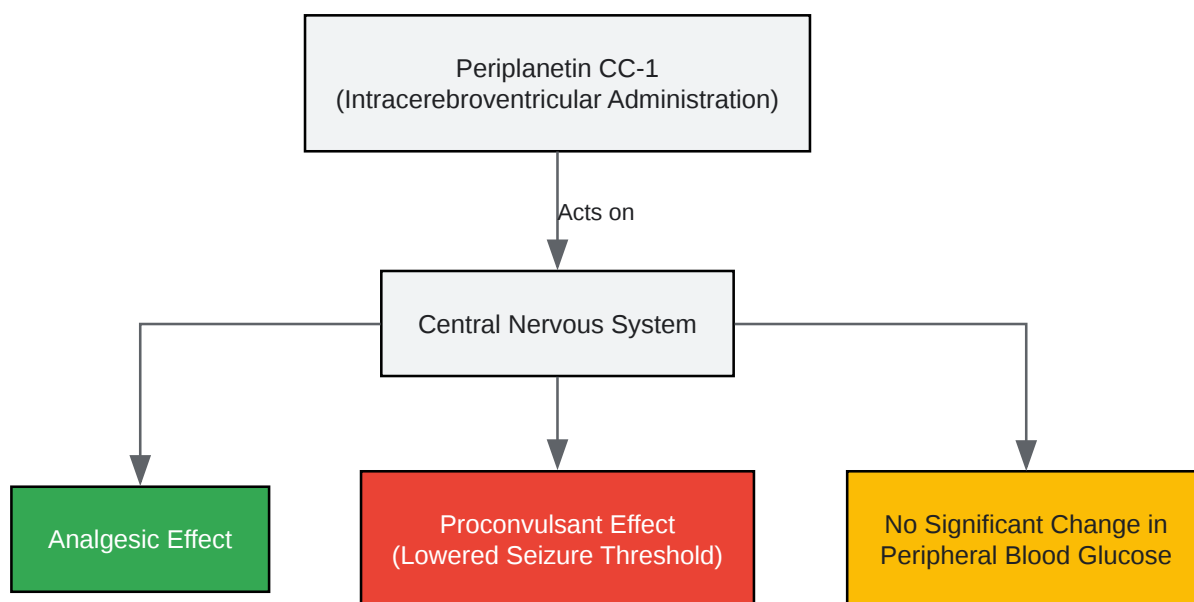 Periplanetin CC-1
(Intracerebroventricular Administration)
Acts on
Central Nervous System
Analgesic Effect
Proconvulsant Effect
(Lowered Seizure Threshold)
No Significant Change in
Peripheral Blood Glucose